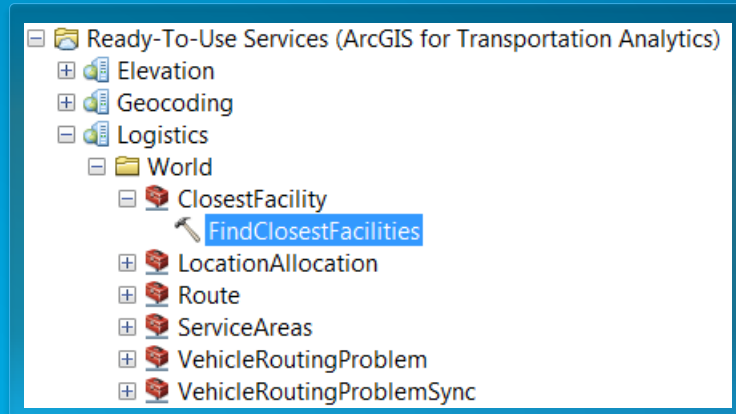 Ready-To-Use Services (ArcGIS for Transportation Analytics)
Elevation
Geocoding
Logistics
World
ClosestFacility
FindClosestFacilities
LocationAllocation
Route
ServiceAreas
VehicleRoutingProblem
VehicleRoutingProblemSync